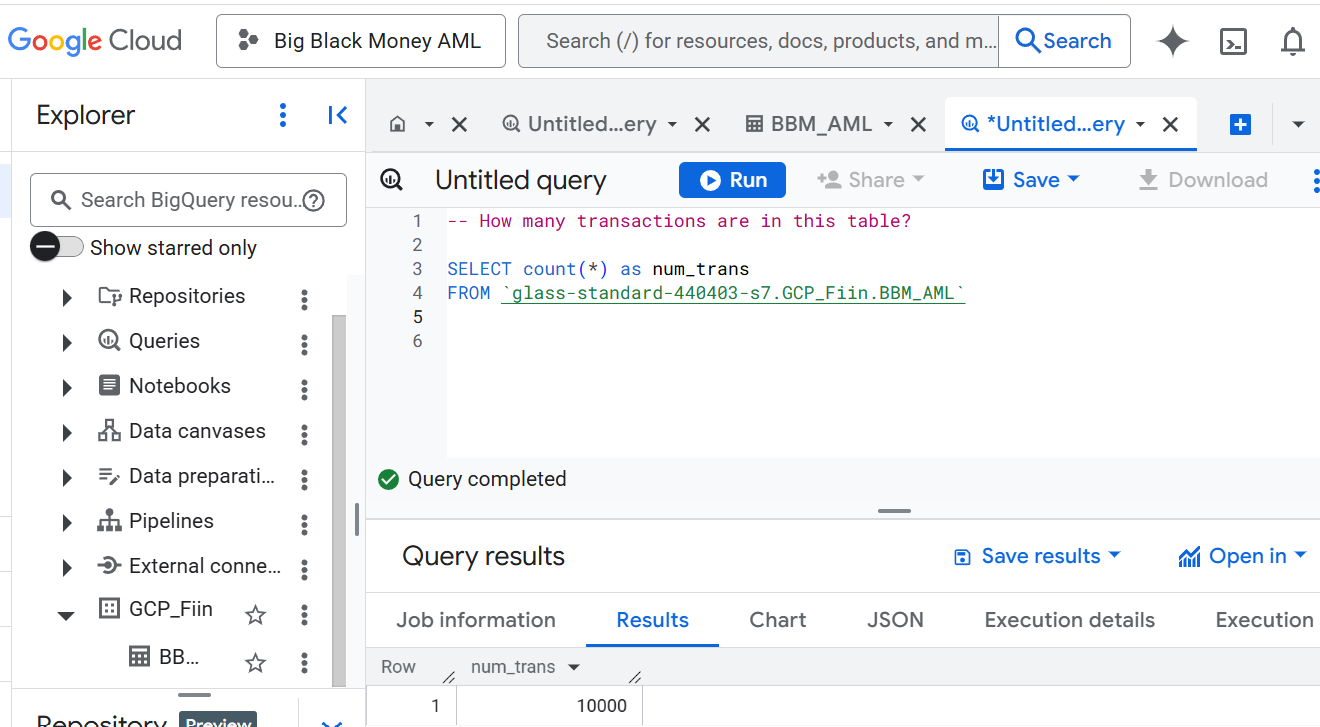 Google Cloud
Big Black Money AML
Search (/) for resources, docs, products, and m...
Search
Explorer
Untitled...ery
BBM_AML
*Untitled...ery
Search BigQuery resou..
Show starred only
Untitled query
Run
Share
Save
Download
1 -- How many transactions are in this table?
2
3 SELECT count(*) as num_trans
4 FROM `glass-standard-440403-s7.GCP_Fiin.BBM_AML`
5
6
Repositories
Queries
Notebooks
Data canvases
Data preparati...
Pipelines
External conne...
GCP_Fiin
BB...
Repository Preview
Query completed
Query results
Save results
Open in
Job information
Results
Chart
JSON
Execution details
Execution
Row num_trans
1 10000